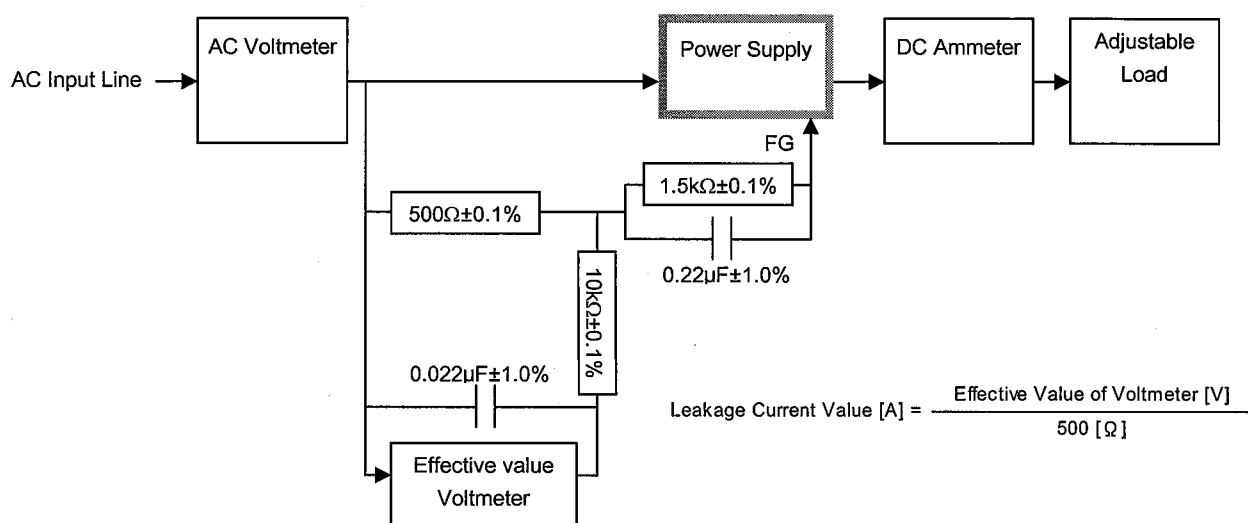 AC Input Line
AC Voltmeter
Power Supply
DC Ammeter
Adjustable
Load
FG
1.5kΩ±0.1%
500Ω±0.1%
0.22µF±1.0%
10kΩ±0.1%
0.022µF±1.0%
Effective value
Voltmeter
Leakage Current Value [A] =
Effective Value of Voltmeter [V]
500 [Ω]